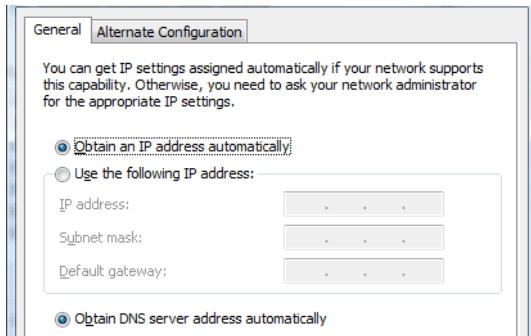 General Alternate Configuration
You can get IP settings assigned automatically if your network supports
this capability. Otherwise, you need to ask your network administrator
for the appropriate IP settings.
Obtain an IP address automatically
Use the following IP address:
IP address: . . .
Subnet mask: . . .
Default gateway: . . .
Obtain DNS server address automatically